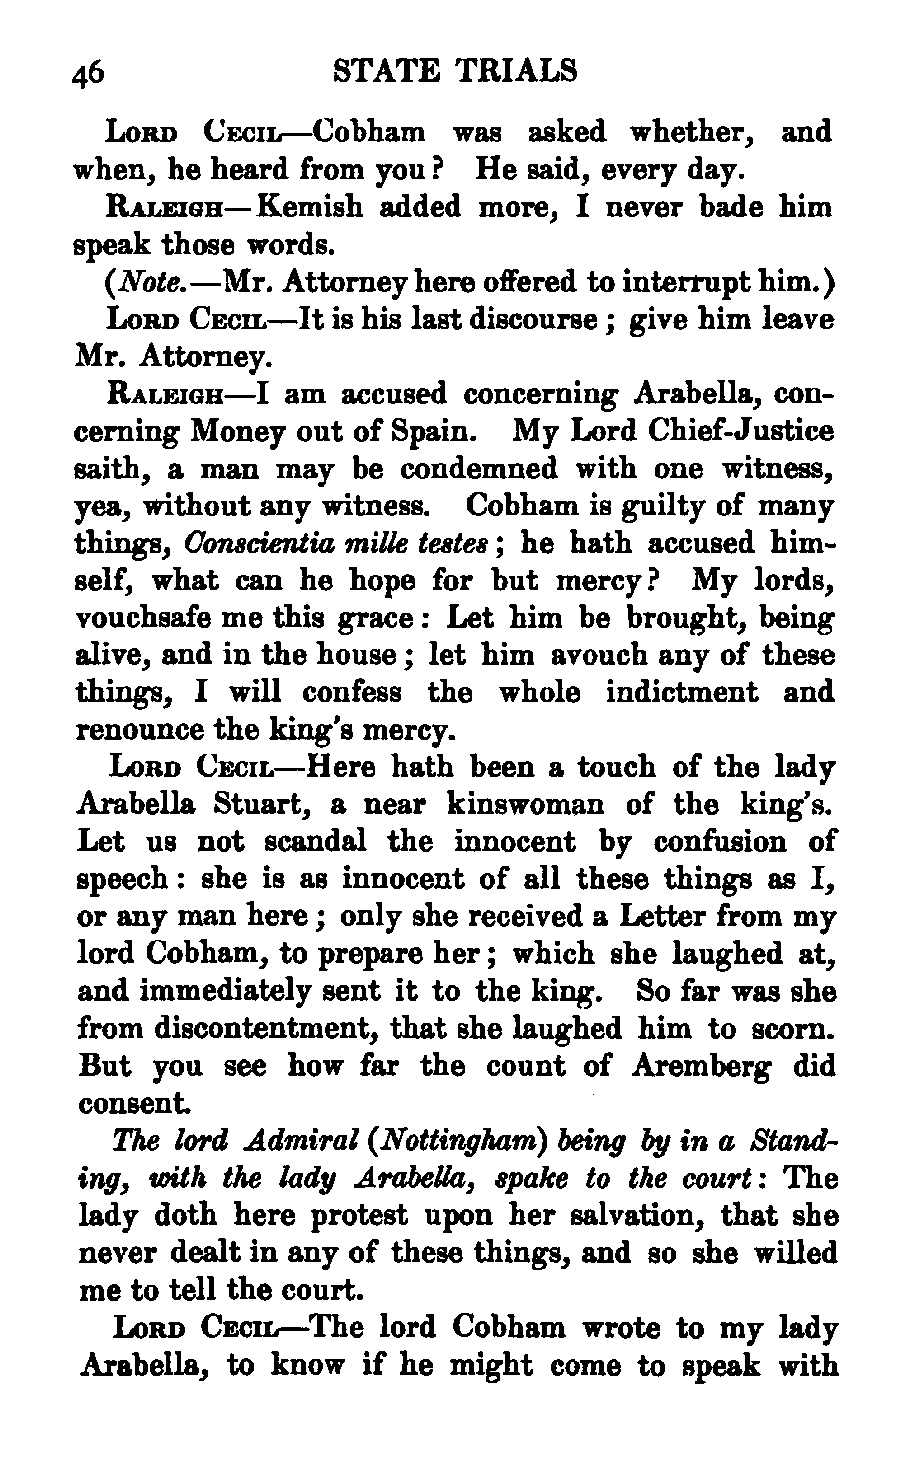 46 STATE TRIALS
LORD CECIL—Cobham was asked whether, and
when, he heard from you? He said, every day.
RALEIGH—Kemish added more, I never bade him
speak those words.
(Note.—Mr. Attorney here offered to interrupt him.)
LORD CECIL—It is his last discourse; give him leave
Mr. Attorney.
RALEIGH—I am accused concerning Arabella, con-
cerning Money out of Spain. My Lord Chief-Justice
saith, a man may be condemned with one witness,
yea, without any witness. Cobham is guilty of many
things, Conscientia mille testes; he hath accused him-
self, what can he hope for but mercy? My lords,
vouchsafe me this grace: Let him be brought, being
alive, and in the house; let him avouch any of these
things, I will confess the whole indictment and
renounce the king's mercy.
LORD CECIL—Here hath been a touch of the lady
Arabella Stuart, a near kinswoman of the king's.
Let us not scandal the innocent by confusion of
speech: she is as innocent of all these things as I,
or any man here; only she received a Letter from my
lord Cobham, to prepare her; which she laughed at,
and immediately sent it to the king. So far was she
from discontentment, that she laughed him to scorn.
But you see how far the count of Aremberg did
consent.
The lord Admiral (Nottingham) being by in a Stand-
ing, with the lady Arabella, spake to the court: The
lady doth here protest upon her salvation, that she
never dealt in any of these things, and so she willed
me to tell the court.
LORD CECIL—The lord Cobham wrote to my lady
Arabella, to know if he might come to speak with